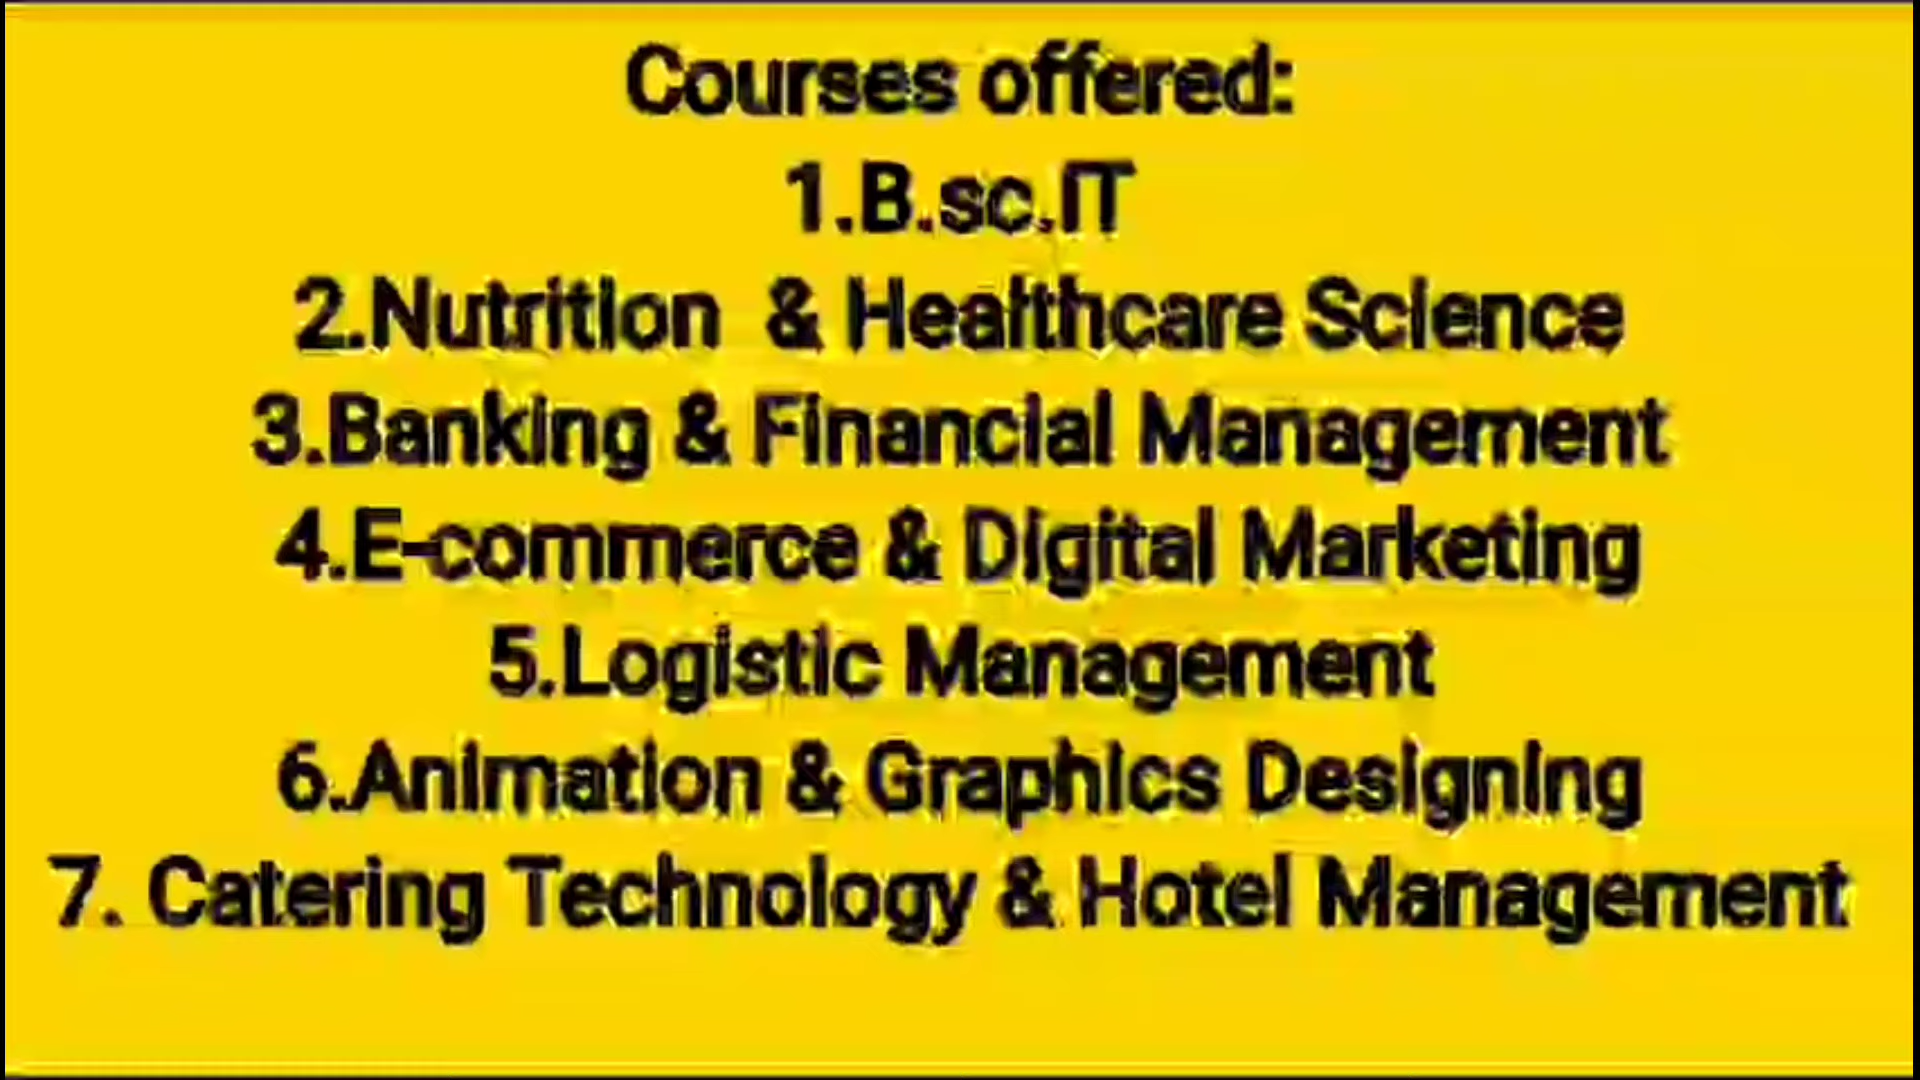 Courses offered:
1.B.sc.IT
2.Nutrition & Healthcare Science
3.Banking & Financial Management
4.E-commerce & Digital Marketing
5.Logistic Management
6.Animation & Graphics Designing
7. Catering Technology & Hotel Management